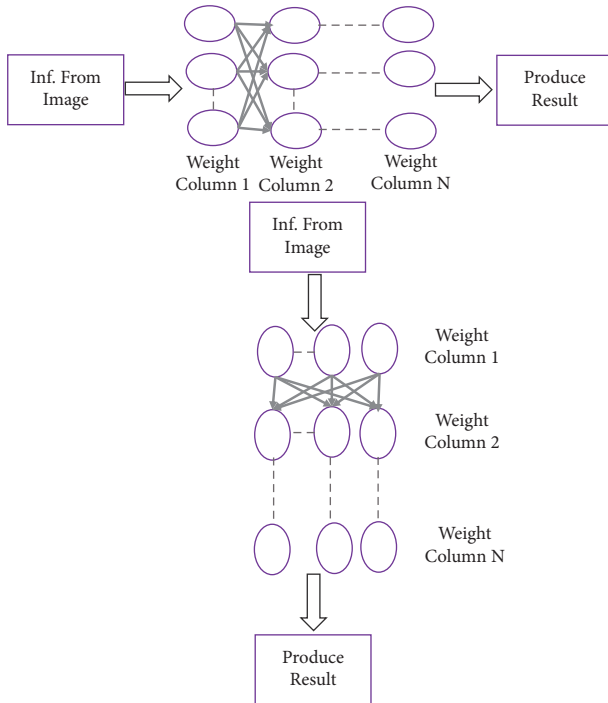 Inf. From
Image
Produce
Result
Weight
Column 1
Weight
Column 2
Weight
Column N
Inf. From
Image
Weight
Column 1
Weight
Column 2
Weight
Column N
Produce
Result